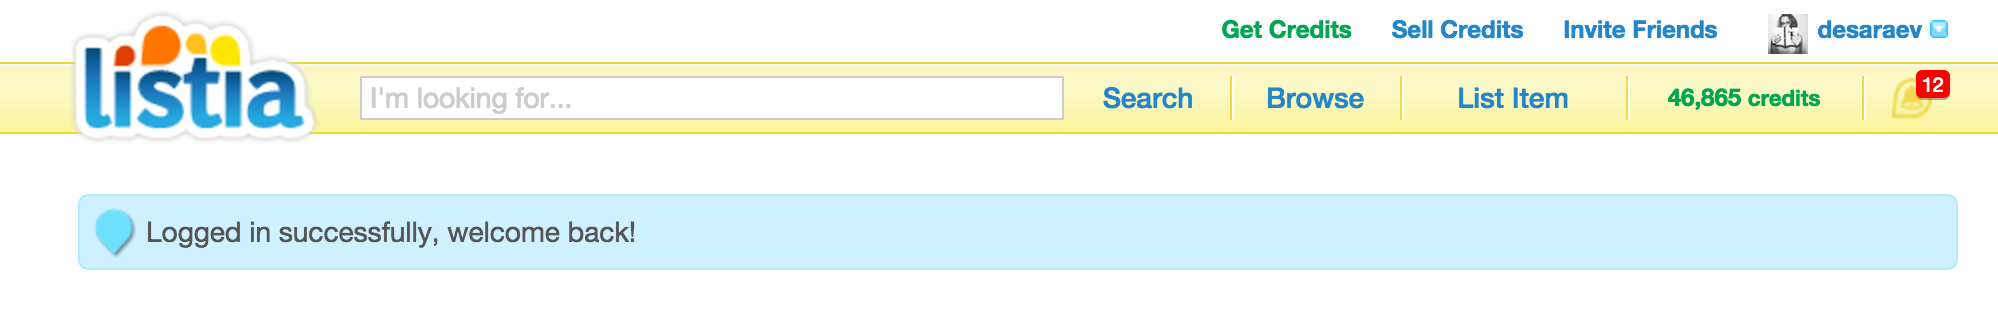 Get Credits Sell Credits Invite Friends desaraev
listia I'm looking for... Search Browse List Item 46,865 credits 12
Logged in successfully, welcome back!